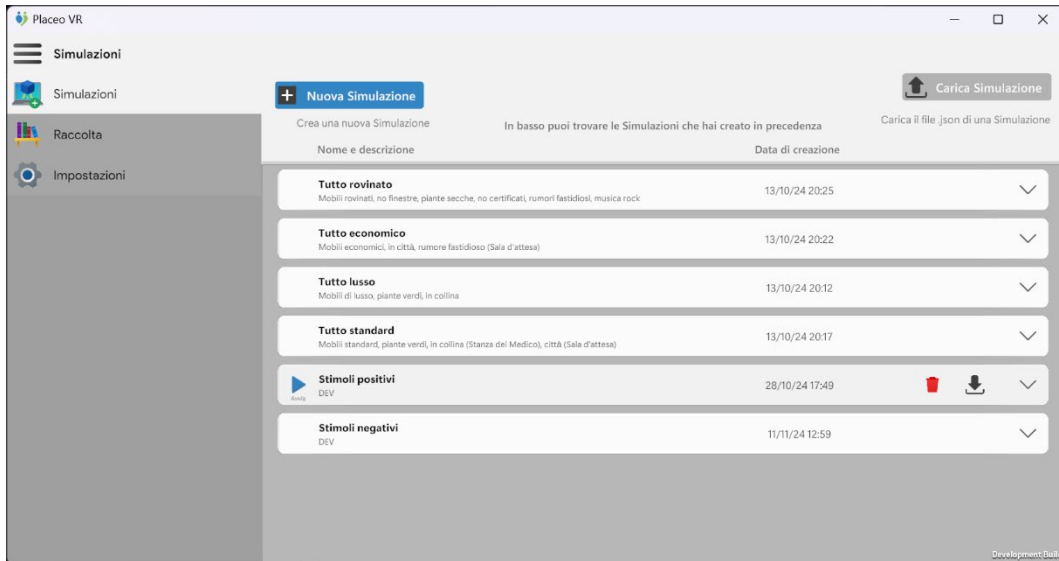 Placeo VR
Simulazioni
Simulazioni
Raccolta
Impostazioni
Nuova Simulazione
Crea una nuova Simulazione
In basso puoi trovare le Simulazioni che hai creato in precedenza
Carica Simulazione
Carica il file .json di una Simulazione
Nome e descrizione
Data di creazione
Tutto rovinato
Mobili rovinati, no finestre, piante secche, no certificati, rumori fastidiosi, musica rock
13/10/24 20:25
Tutto economico
Mobili economici, in città, rumore fastidioso (Sala d'attesa)
13/10/24 20:22
Tutto lusso
Mobili di lusso, piante verdi, in collina
13/10/24 20:12
Tutto standard
Mobili standard, piante verdi, in collina (Stanza del Medico), città (Sala d'attesa)
13/10/24 20:17
Stimoli positivi
DEV
28/10/24 17:49
Stimoli negativi
DEV
11/11/24 12:59
Development Build